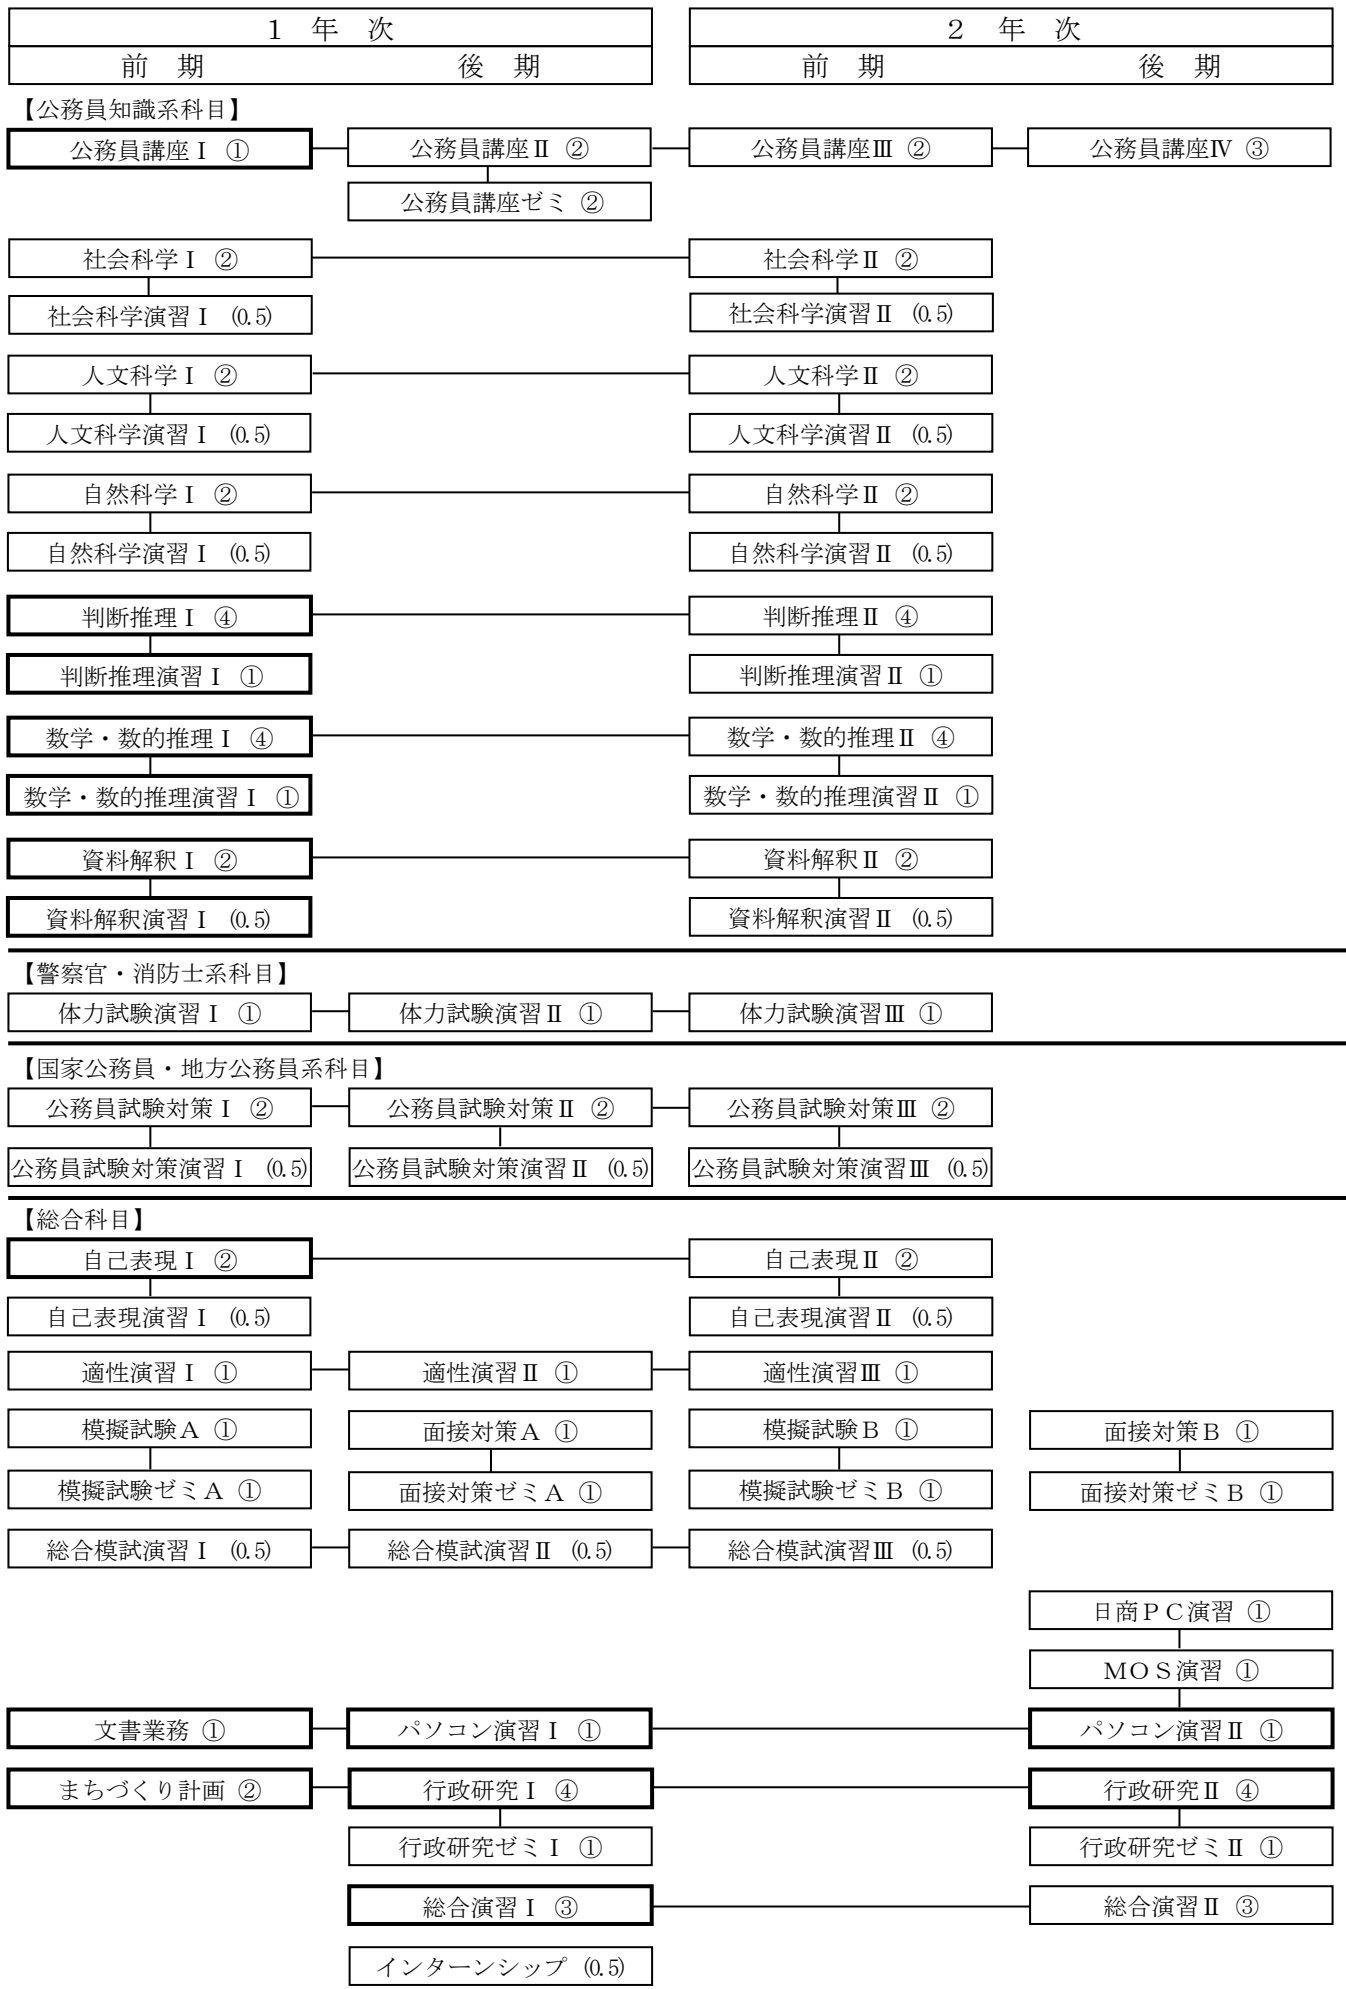 １　年　次　２　年　次
前　期　後　期　前　期　後　期
【公務員知識系科目】
公務員講座Ⅰ ①　公務員講座Ⅱ ②　公務員講座Ⅲ ②　公務員講座Ⅳ ③
公務員講座ゼミ ②
社会科学Ⅰ ②　社会科学Ⅱ ②
社会科学演習Ⅰ (0.5)　社会科学演習Ⅱ (0.5)
人文科学Ⅰ ②　人文科学Ⅱ ②
人文科学演習Ⅰ (0.5)　人文科学演習Ⅱ (0.5)
自然科学Ⅰ ②　自然科学Ⅱ ②
自然科学演習Ⅰ (0.5)　自然科学演習Ⅱ (0.5)
判断推理Ⅰ ④　判断推理Ⅱ ④
判断推理演習Ⅰ ①　判断推理演習Ⅱ ①
数学・数的推理Ⅰ ④　数学・数的推理Ⅱ ④
数学・数的推理演習Ⅰ ①　数学・数的推理演習Ⅱ ①
資料解釈Ⅰ ②　資料解釈Ⅱ ②
資料解釈演習Ⅰ (0.5)　資料解釈演習Ⅱ (0.5)
【警察官・消防士系科目】
体力試験演習Ⅰ ①　体力試験演習Ⅱ ①　体力試験演習Ⅲ ①
【国家公務員・地方公務員系科目】
公務員試験対策Ⅰ ②　公務員試験対策Ⅱ ②　公務員試験対策Ⅲ ②
公務員試験対策演習Ⅰ (0.5)　公務員試験対策演習Ⅱ (0.5)　公務員試験対策演習Ⅲ (0.5)
【総合科目】
自己表現Ⅰ ②　自己表現Ⅱ ②
自己表現演習Ⅰ (0.5)　自己表現演習Ⅱ (0.5)
適性演習Ⅰ ①　適性演習Ⅱ ①　適性演習Ⅲ ①
模擬試験Ａ ①　面接対策Ａ ①　模擬試験Ｂ ①　面接対策Ｂ ①
模擬試験ゼミＡ ①　面接対策ゼミＡ ①　模擬試験ゼミＢ ①　面接対策ゼミＢ ①
総合模試演習Ⅰ (0.5)　総合模試演習Ⅱ (0.5)　総合模試演習Ⅲ (0.5)
日商ＰＣ演習 ①
ＭＯＳ演習 ①
文書業務 ①　パソコン演習Ⅰ ①　パソコン演習Ⅱ ①
まちづくり計画 ②　行政研究Ⅰ ④　行政研究Ⅱ ④
行政研究ゼミⅠ ①　行政研究ゼミⅡ ①
総合演習Ⅰ ③　総合演習Ⅱ ③
インターンシップ (0.5)